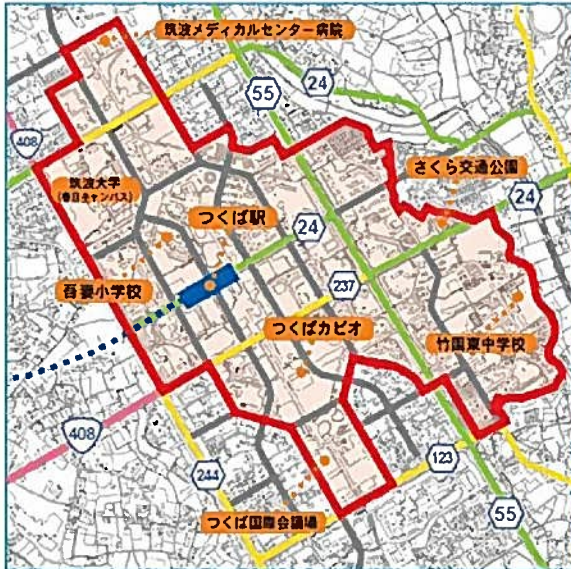 筑波メディカルセンター病院
55
24
408
さくら交通公園
筑波大学
(春日キャンパス)
つくば駅
24
24
吾妻小学校
237
つくばカピオ
竹園東中学校
408
244
123
つくば国際会議場
55